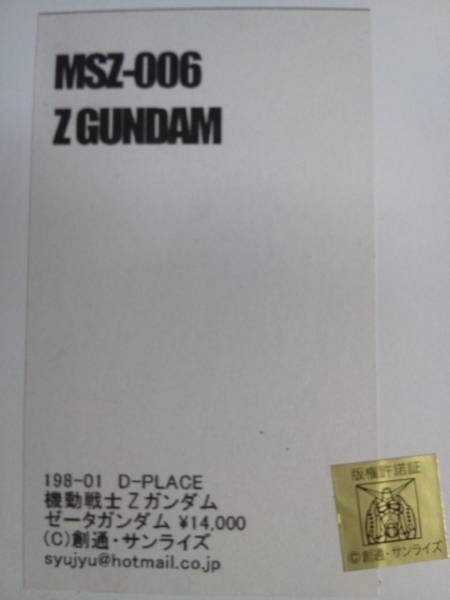 MSZ-006
Z GUNDAM
198-01 D-PLACE
機動戦士Zガンダム
ゼータガンダム ¥14,000
(C)創通・サンライズ
syujyu@hotmail.co.jp
版権許諾証
©創通・サンライズ